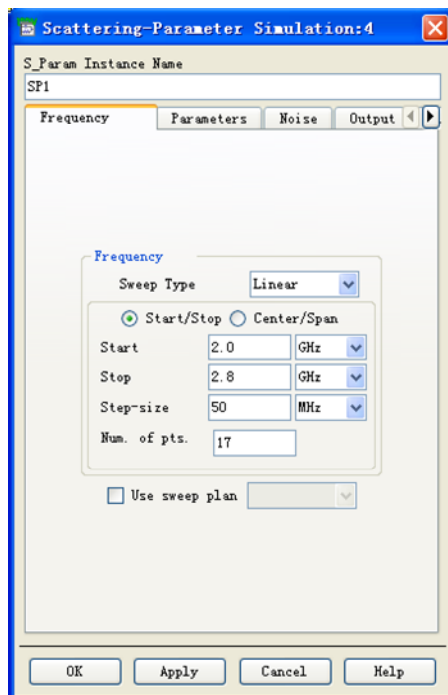 Scattering-Parameter Simulation:4
S_Param Instance Name
SP1
Frequency Parameters Noise Output
Frequency
Sweep Type Linear
Start/Stop Center/Span
Start 2.0 GHz
Stop 2.8 GHz
Step-size 50 MHz
Num. of pts. 17
Use sweep plan
OK Apply Cancel Help